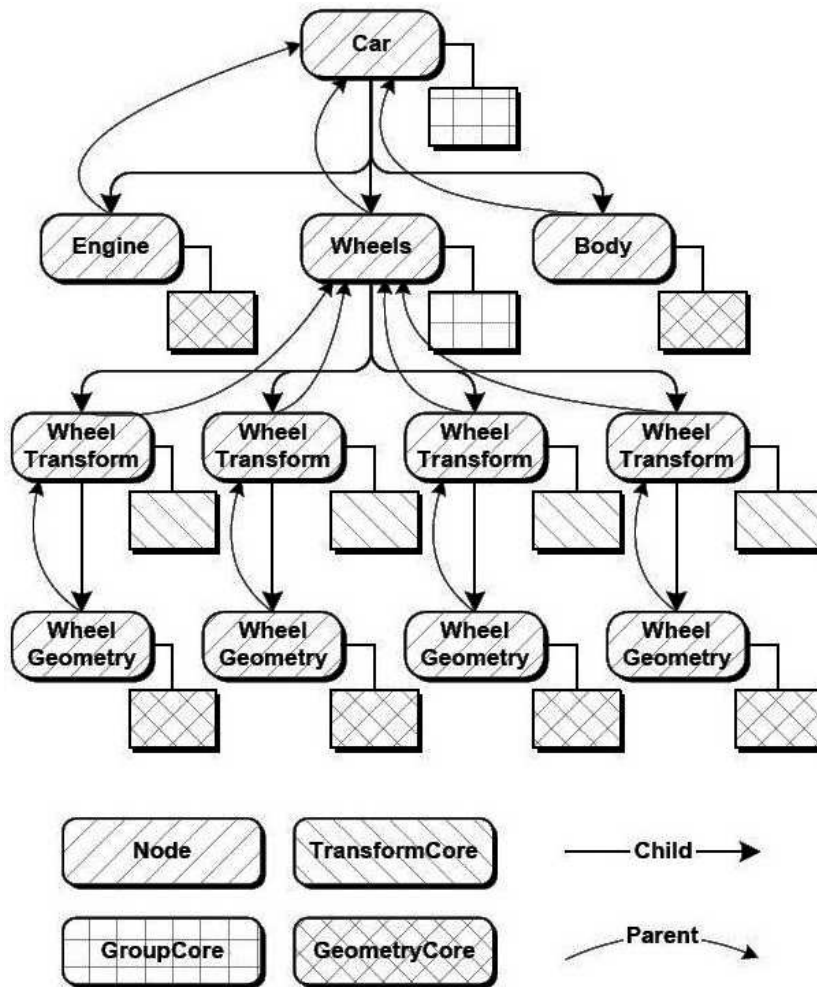 Car
Engine
Wheels
Body
Wheel
Transform
Wheel
Transform
Wheel
Transform
Wheel
Transform
Wheel
Geometry
Wheel
Geometry
Wheel
Geometry
Wheel
Geometry
Node
TransformCore
Child
GroupCore
GeometryCore
Parent